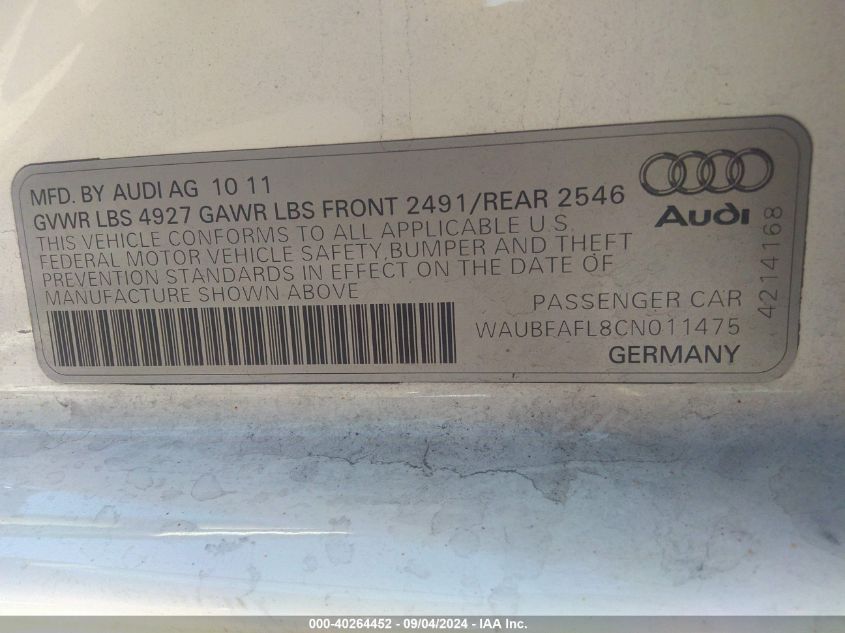 MFD. BY AUDI AG 10 11
GVWR LBS 4927 GAWR LBS FRONT 2491/REAR 2546
THIS VEHICLE CONFORMS TO ALL APPLICABLE U.S.
FEDERAL MOTOR VEHICLE SAFETY,BUMPER AND THEFT
PREVENTION STANDARDS IN EFFECT ON THE DATE OF
MANUFACTURE SHOWN ABOVE
PASSENGER CAR
WAUBFAFL8CN011475
GERMANY
Audi
4214168
000-40264452 - 09/04/2024 - IAA Inc.